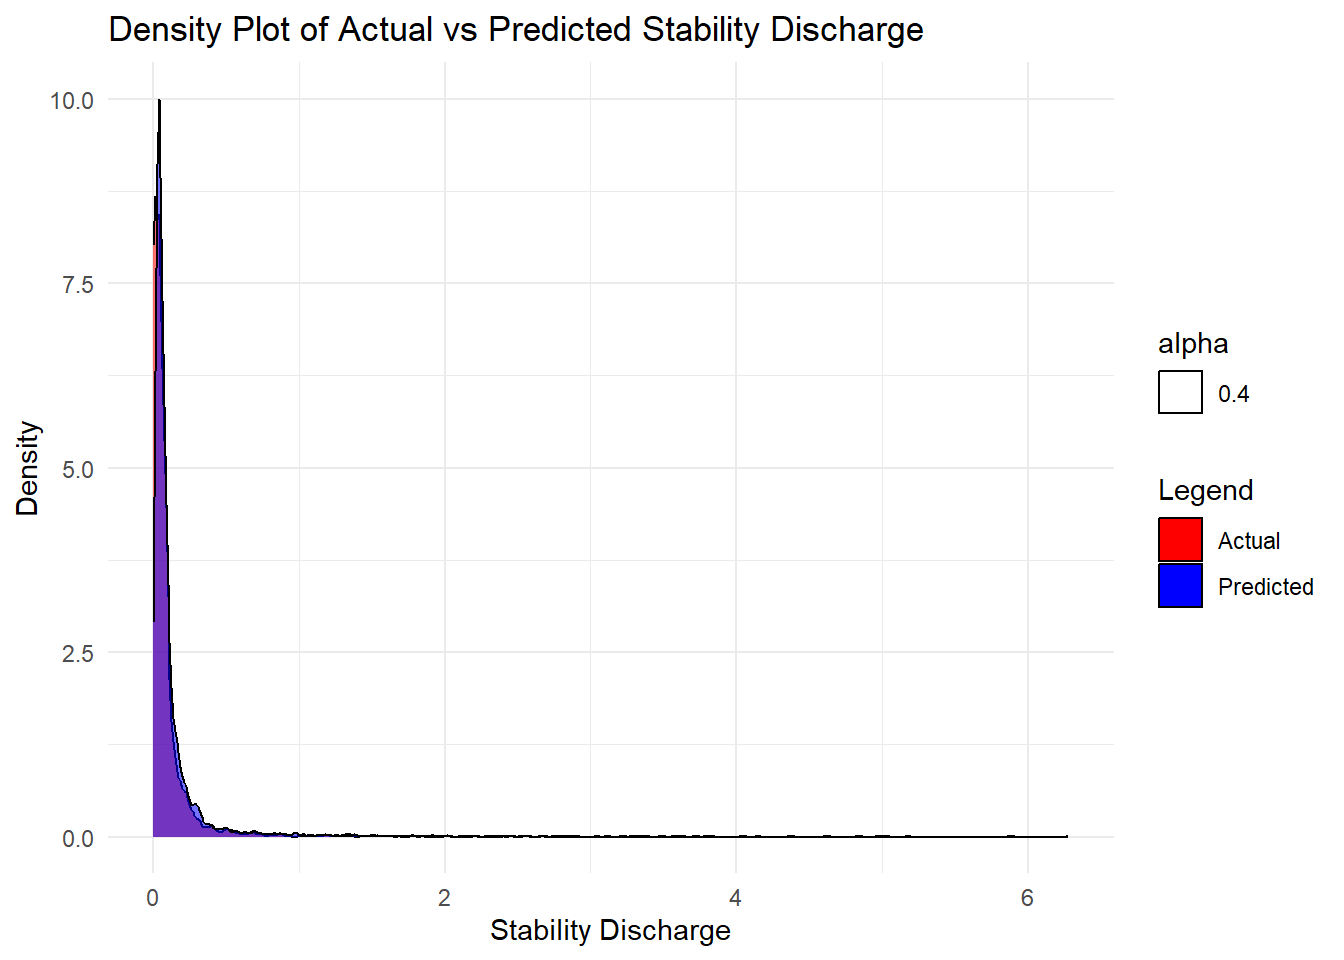 Density Plot of Actual vs Predicted Stability Discharge
10.0
7.5
5.0
2.5
0.0
Density
0 2 4 6
Stability Discharge
alpha
0.4
Legend
Actual
Predicted